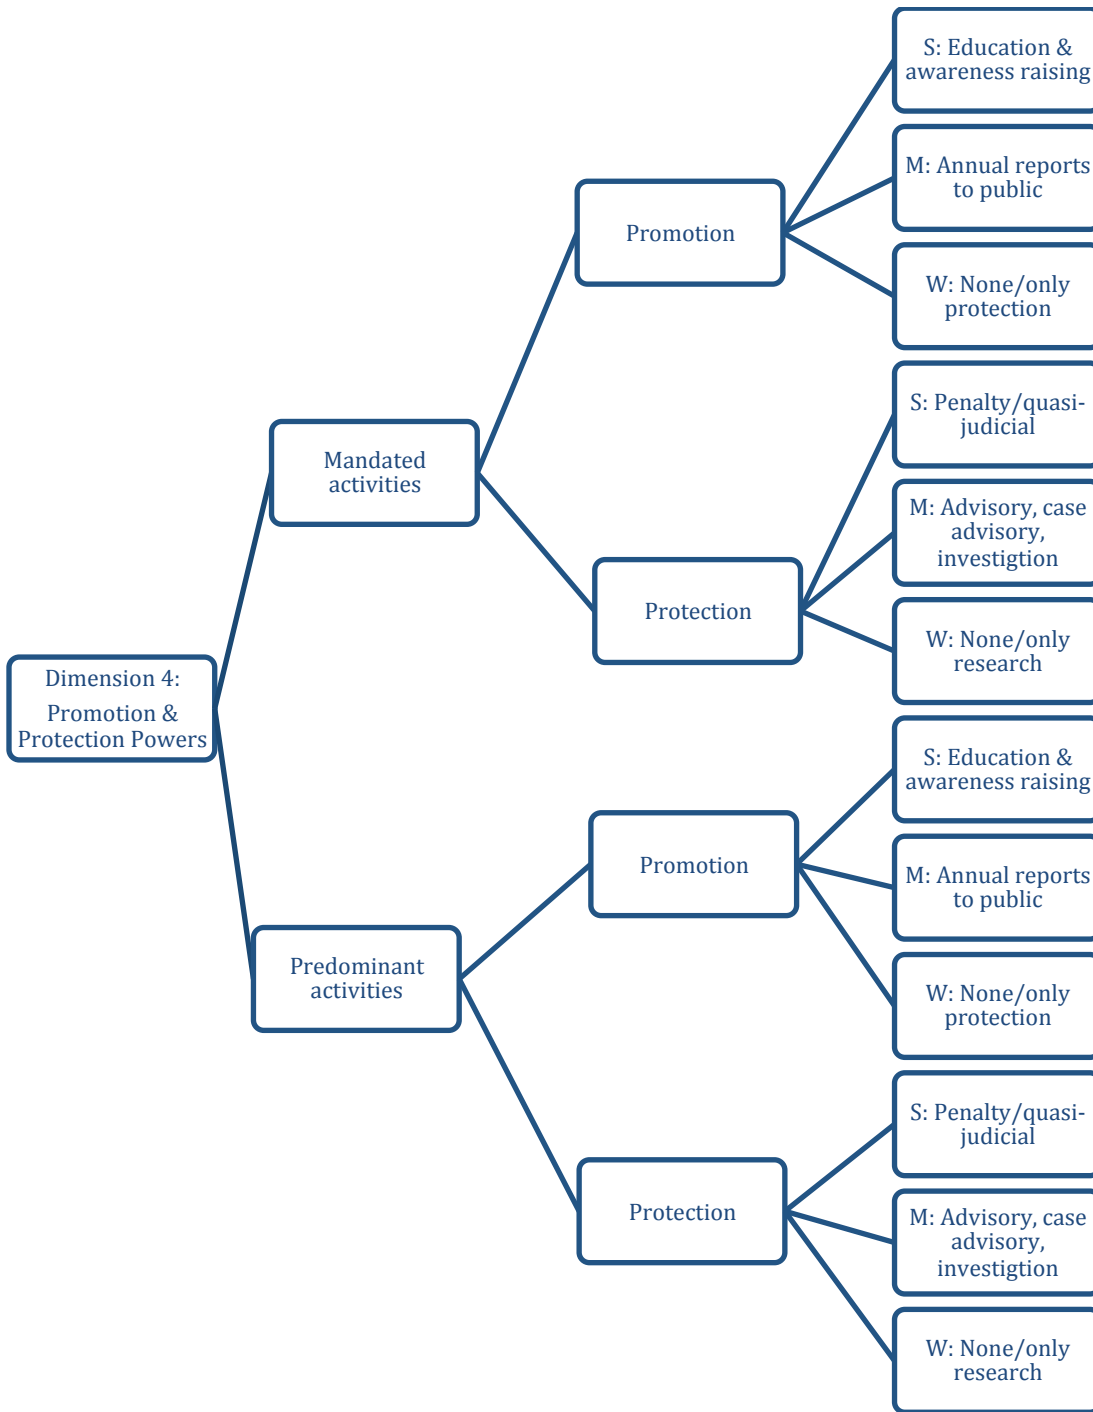 S: Education &
awareness raising
M: Annual reports
to public
Promotion
W: None/only
protection
S: Penalty/quasi-
judicial
Mandated
activities
M: Advisory, case
advisory,
investigtion
Protection
W: None/only
research
Dimension 4:
Promotion &
Protection Powers
S: Education &
awareness raising
Promotion
M: Annual reports
to public
Predominant
activities
W: None/only
protection
S: Penalty/quasi-
judicial
Protection
M: Advisory, case
advisory,
investigtion
W: None/only
research